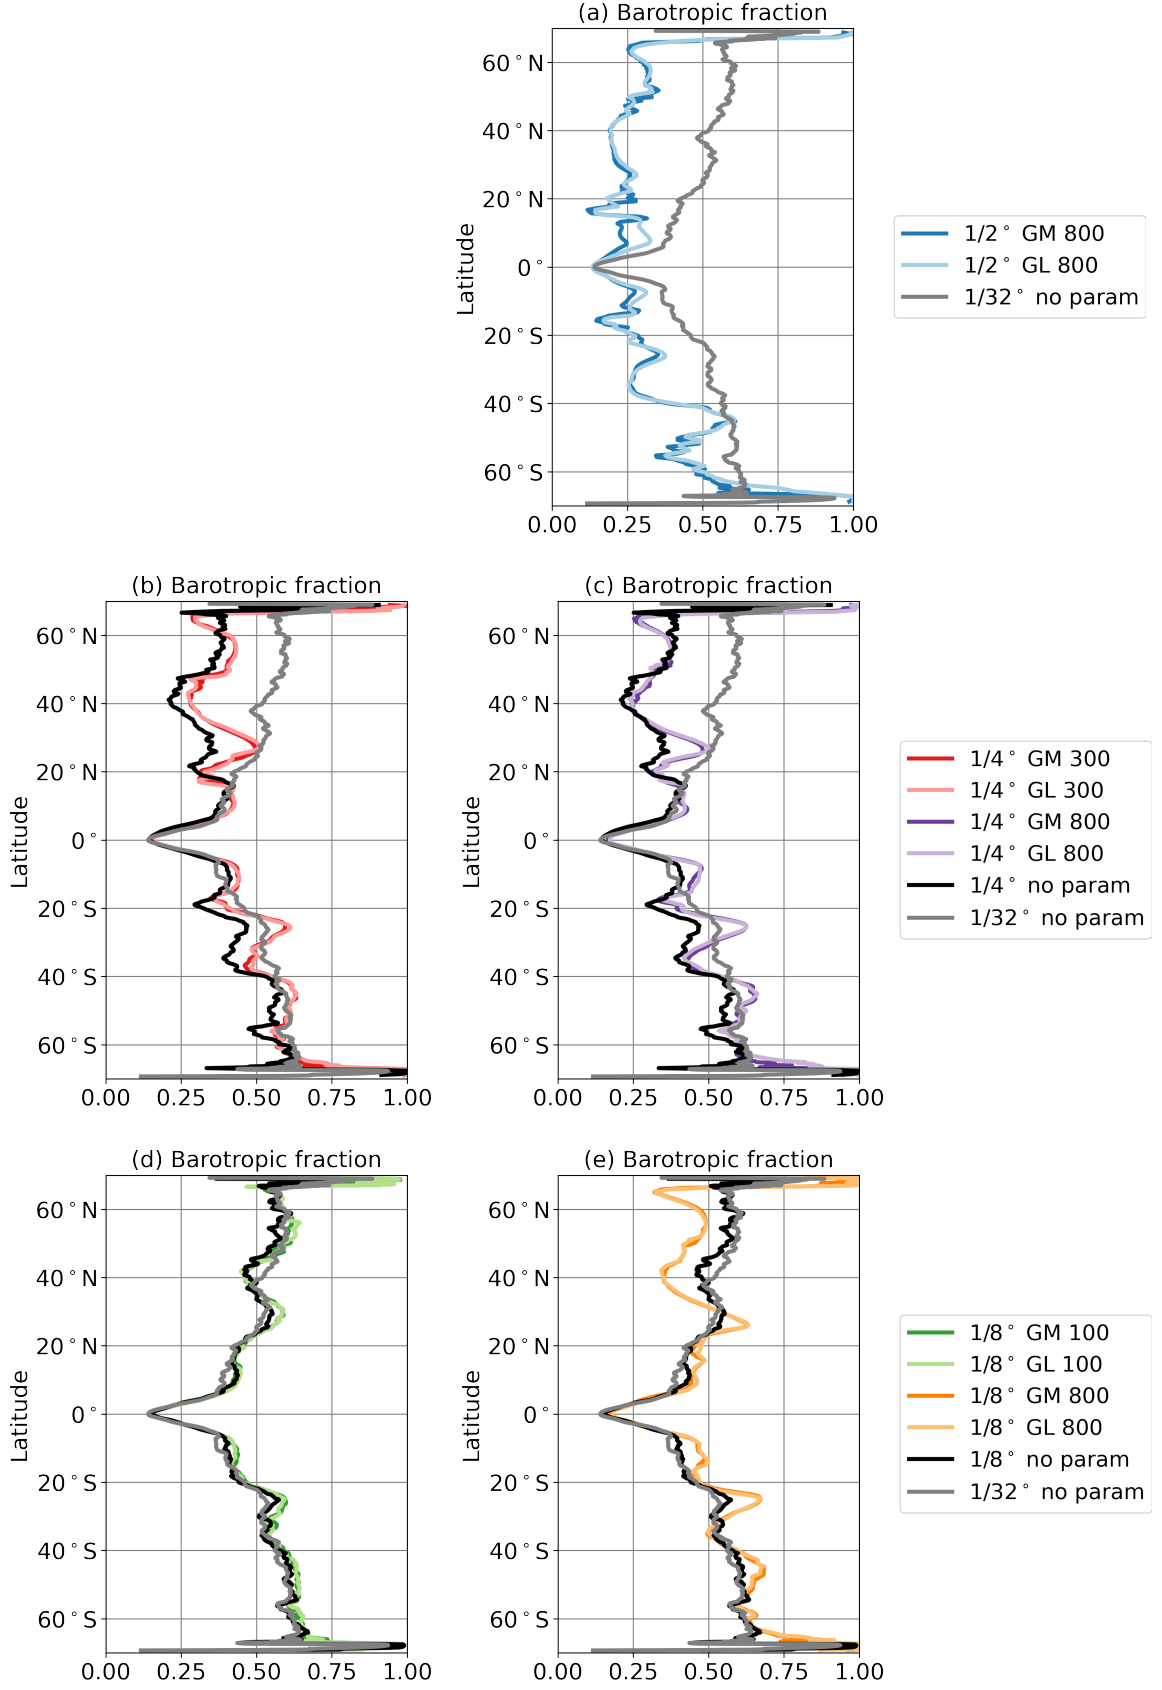 (a) Barotropic fraction
60°N
40°N
20°N
0°
20°S
40°S
60°S
Latitude
0.00 0.25 0.50 0.75 1.00
1/2° GM 800
1/2° GL 800
1/32° no param
(b) Barotropic fraction
60°N
40°N
20°N
0°
20°S
40°S
60°S
Latitude
0.00 0.25 0.50 0.75 1.00
(c) Barotropic fraction
60°N
40°N
20°N
0°
20°S
40°S
60°S
Latitude
0.00 0.25 0.50 0.75 1.00
1/4° GM 300
1/4° GL 300
1/4° GM 800
1/4° GL 800
1/4° no param
1/32° no param
(d) Barotropic fraction
60°N
40°N
20°N
0°
20°S
40°S
60°S
Latitude
0.00 0.25 0.50 0.75 1.00
(e) Barotropic fraction
60°N
40°N
20°N
0°
20°S
40°S
60°S
Latitude
0.00 0.25 0.50 0.75 1.00
1/8° GM 100
1/8° GL 100
1/8° GM 800
1/8° GL 800
1/8° no param
1/32° no param